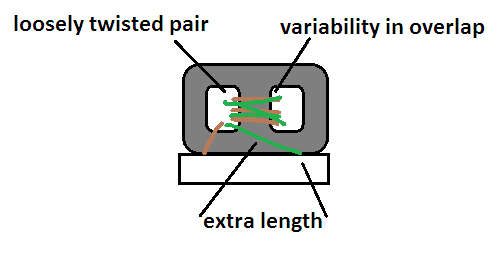 loosely twisted pair
variability in overlap
extra length